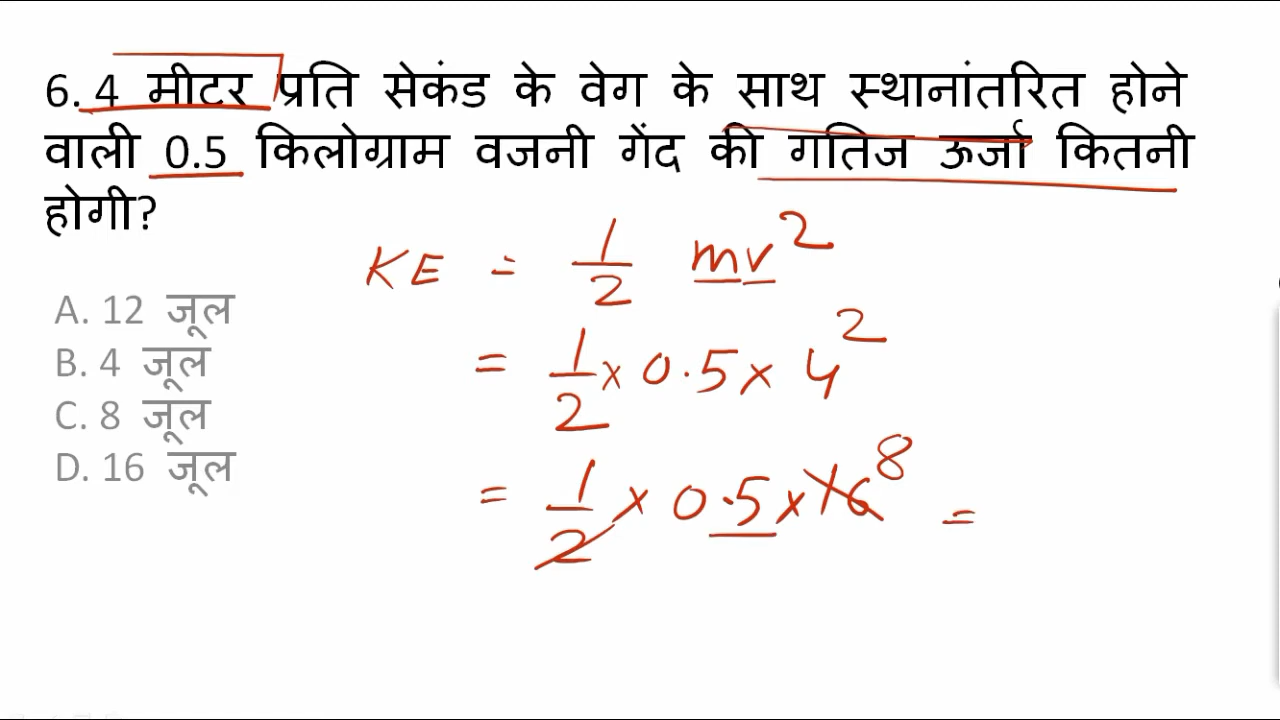 6. 4 मीटर प्रति सेकंड के वेग के साथ स्थानांतरित होने
वाली 0.5 किलोग्राम वजनी गेंद की गतिज ऊर्जा कितनी
होगी?
KE = 1/2 mv²
A. 12 जूल
= 1/2 × 0.5 × 4²
B. 4 जूल
C. 8 जूल
D. 16 जूल
= 1/2 × 0.5 × 16 8 =